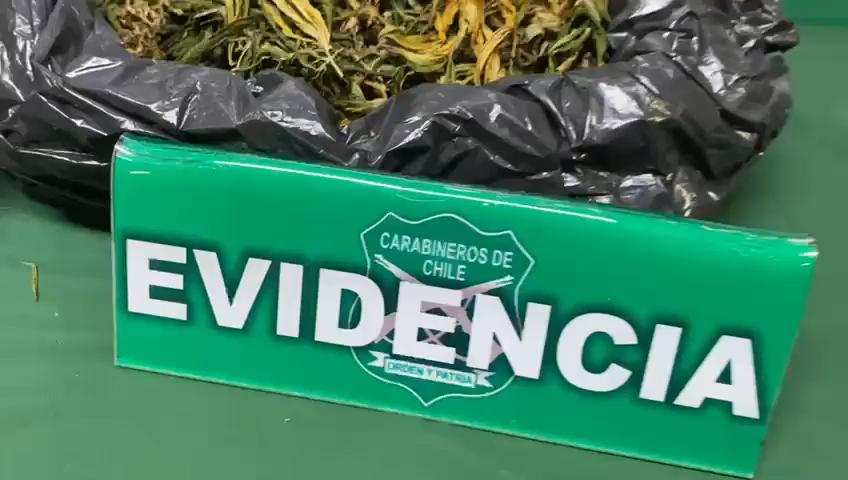 CARABINEROS DE
CHILE
EVIDENCIA
ORDEN Y PATRIA